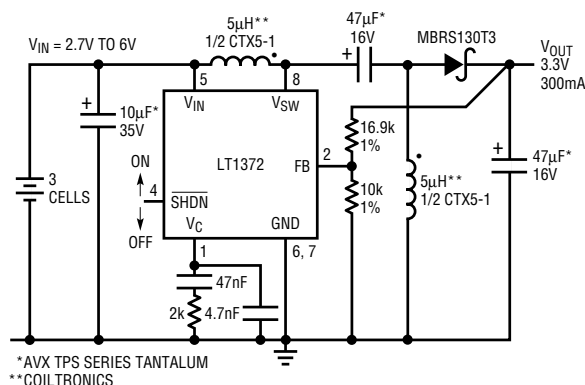 V_IN = 2.7V TO 6V
5µH**
1/2 CTX5-1
47µF*
16V
MBRS130T3
V_OUT
3.3V
300mA
5
8
V_IN
V_SW
10µF*
35V
LT1372
2
FB
16.9k
1%
10k
1%
5µH**
1/2 CTX5-1
47µF*
16V
3
CELLS
ON
4
SHDN
OFF
V_C
GND
1
6, 7
47nF
2k
4.7nF
*AVX TPS SERIES TANTALUM
**COILTRONICS